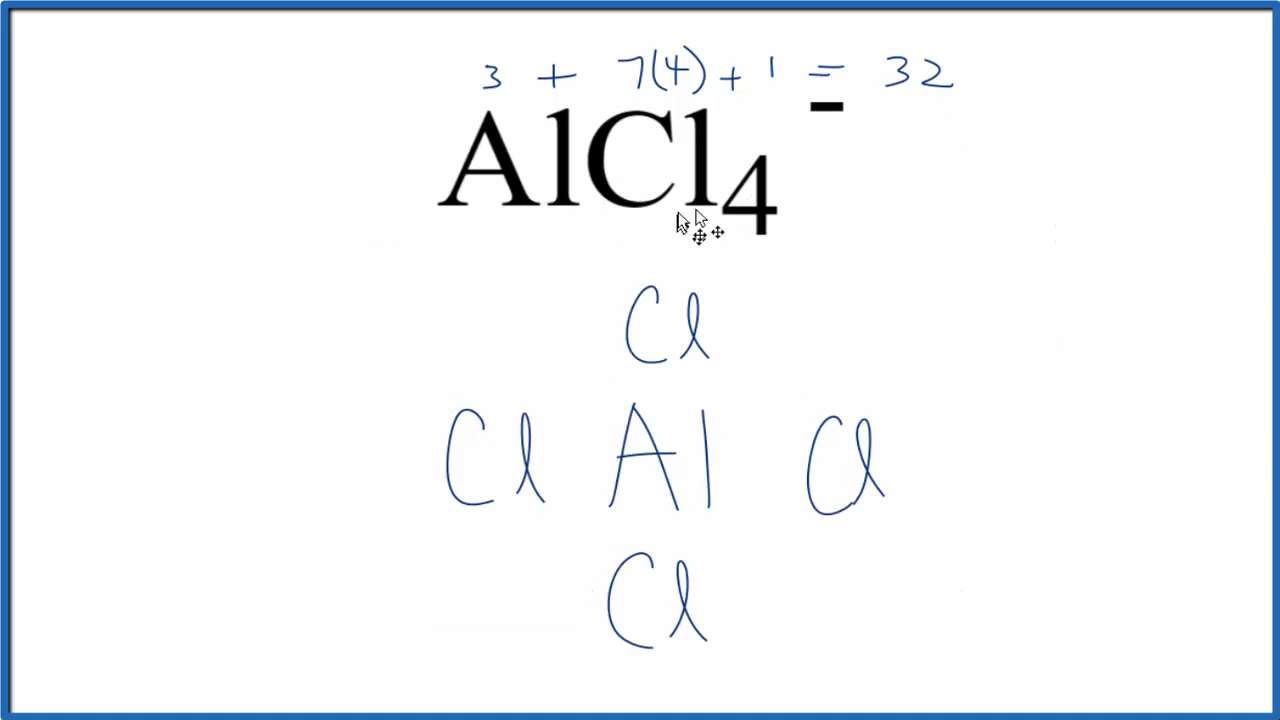 3 + 7(4) + 1 = 32
AlCl₄⁻
Cl
Cl Al Cl
Cl